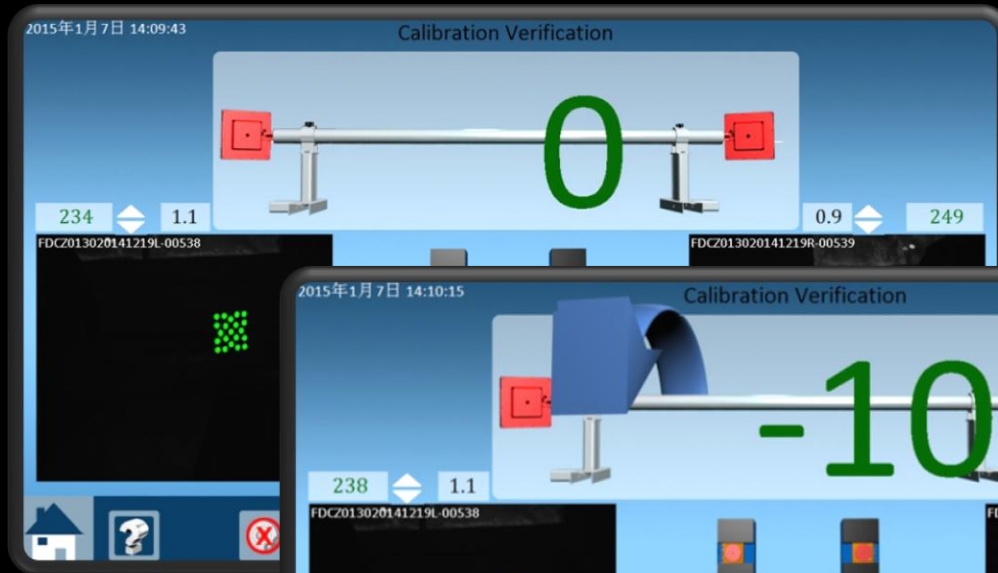 2015年1月7日 14:09:43
Calibration Verification
0
234
1.1
0.9
249
FDCZ013020141219L-00538
FDCZ013020141219R-00539
2015年1月7日 14:10:15
Calibration Verification
-10
238
1.1
FDCZ013020141219L-00538
FD
?
X